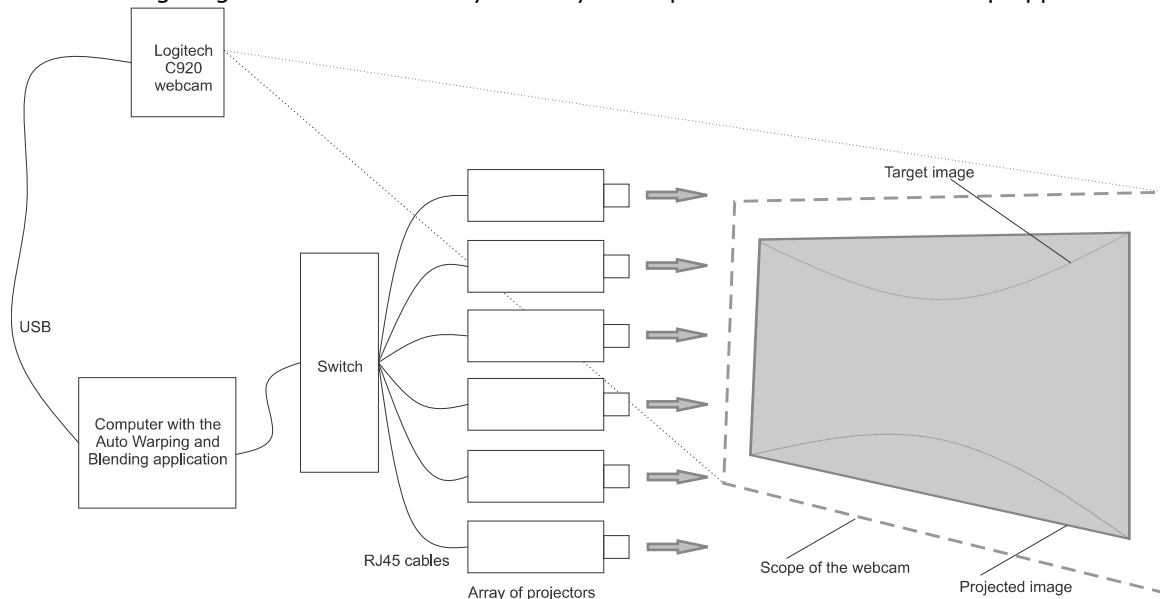 Logitech
C920
webcam
Target image
USB
Switch
Computer with the
Auto Warping and
Blending application
RJ45 cables
Array of projectors
Scope of the webcam
Projected image